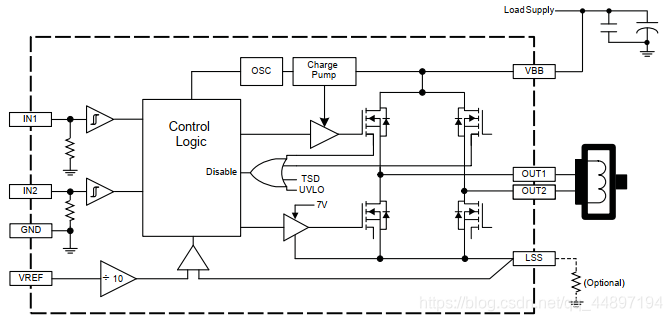 Load Supply
OSC
Charge
Pump
VBB
IN1
Control
Logic
Disable
TSD
UVLO
OUT1
IN2
OUT2
7V
GND
LSS
VREF
÷ 10
(Optional)
https://blog.csdn.net/qq_44897194